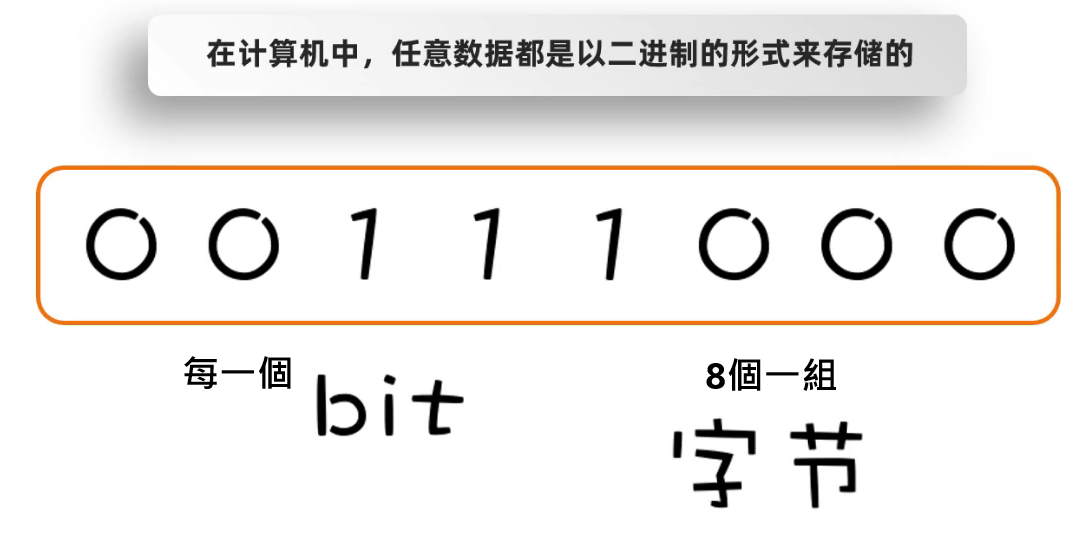 在计算机中，任意数据都是以二进制的形式来存储的
0 0 1 1 1 0 0 0
每一個 bit
8個一組
字节